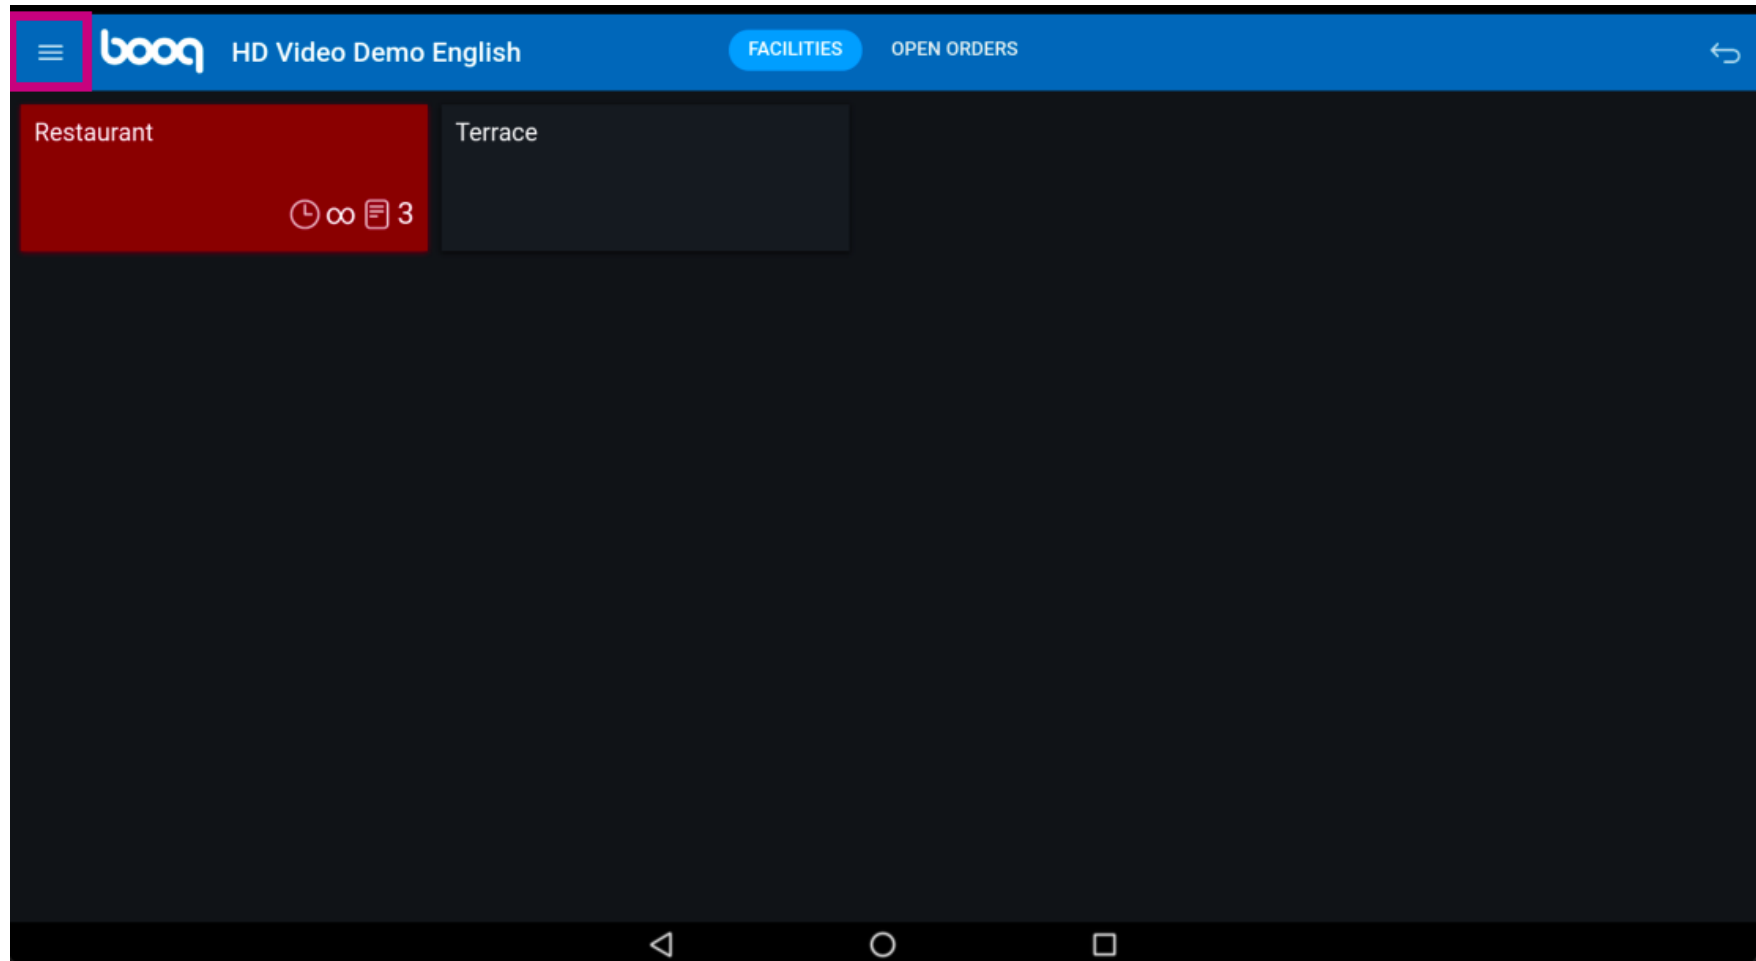 booq HD Video Demo English FACILITIES OPEN ORDERS
Restaurant Terrace
∞ 3